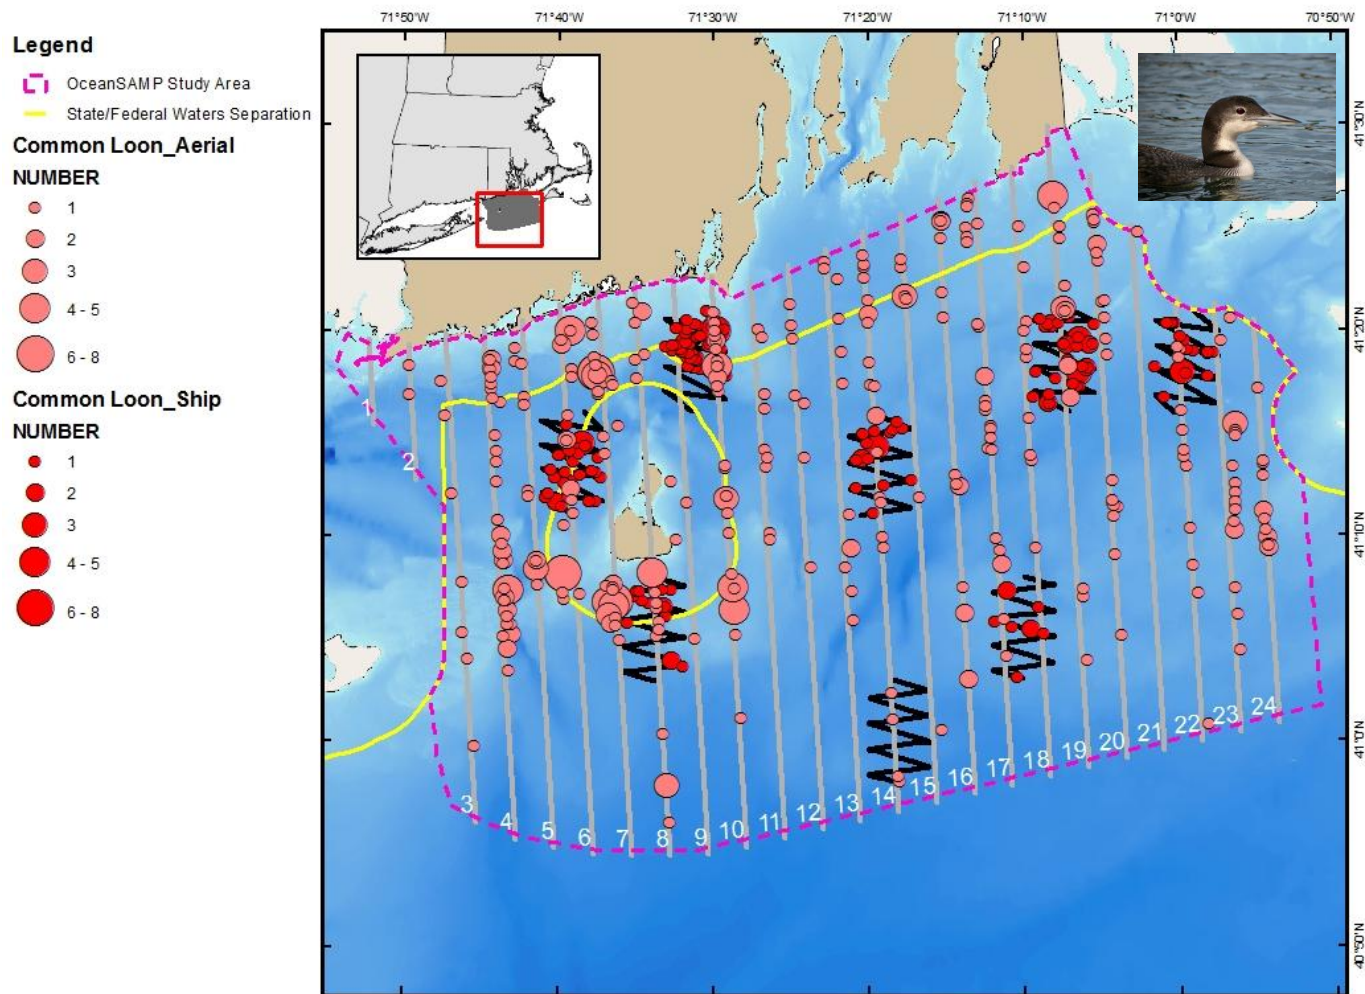 71°50'W 71°40'W 71°30'W 71°20'W 71°10'W 71°0'W 70°50'W
Legend
OceanSAMP Study Area
State/Federal Waters Separation
Common Loon_Aerial
NUMBER
1
2
3
4 - 5
6 - 8
Common Loon_Ship
NUMBER
1
2
3
4 - 5
6 - 8
41°30'N
41°20'N
41°10'N
41°0'N
40°50'N
1
2
3
4
5
6
7
8
9
10
11
12
13
14
15
16
17
18
19
20
21
22
23
24